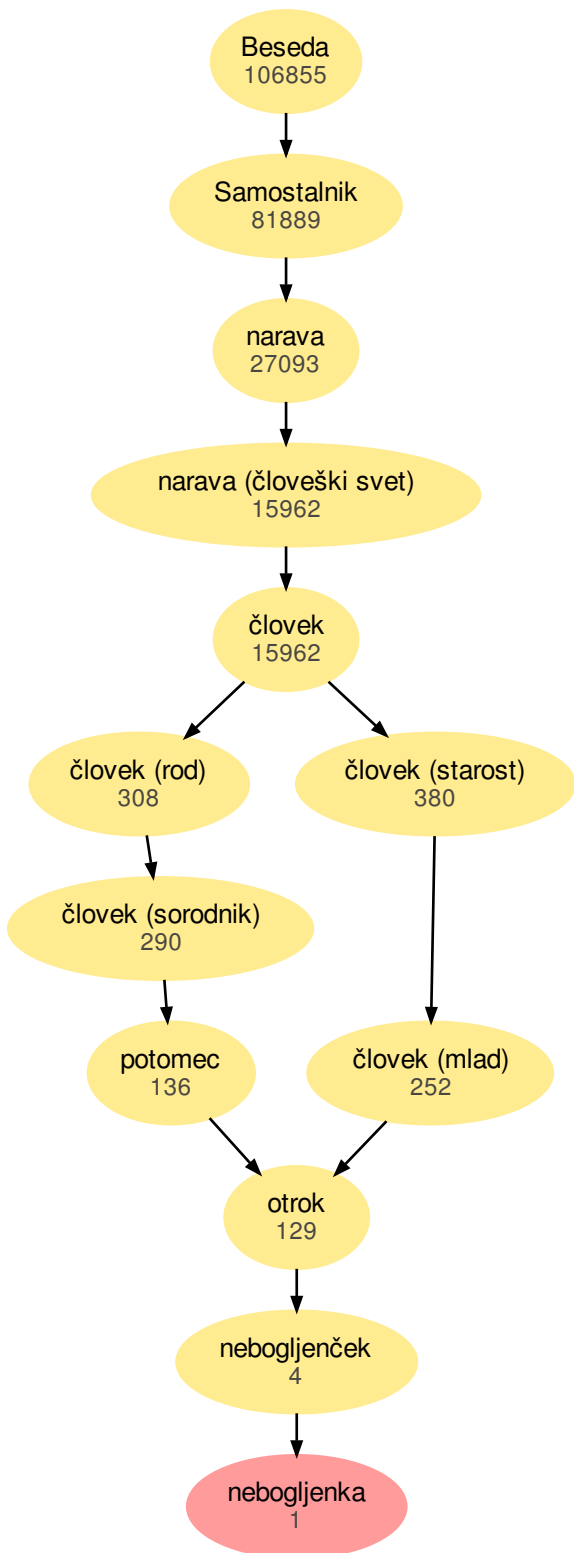 Beseda
106855
Samostalnik
81889
narava
27093
narava (človeški svet)
15962
človek
15962
človek (rod)
308
človek (starost)
380
človek (sorodnik)
290
potomec
136
človek (mlad)
252
otrok
129
nebogljenček
4
nebogljenka
1